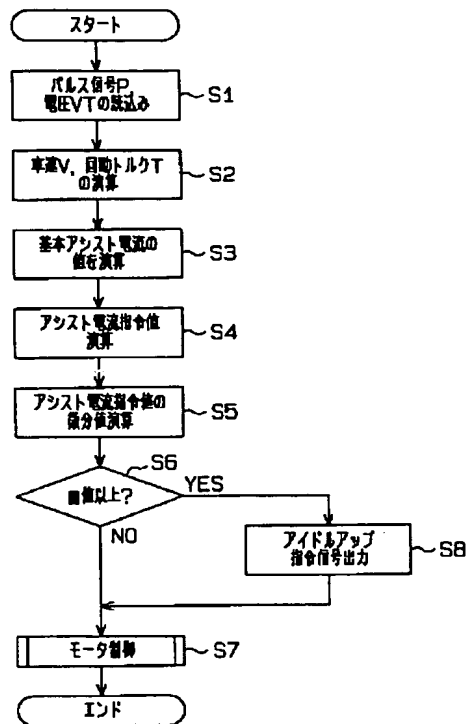 スタート
パルス信号P,
電圧VTの読込み
S1
車速V, 回動トルクT
の演算
S2
基本アシスト電流の
値を演算
S3
アシスト電流指令値
演算
S4
アシスト電流指令値の
微分値演算
S5
S6
値以上?
YES
NO
アイドルアップ
指令信号出力
S8
モータ制御
S7
エンド